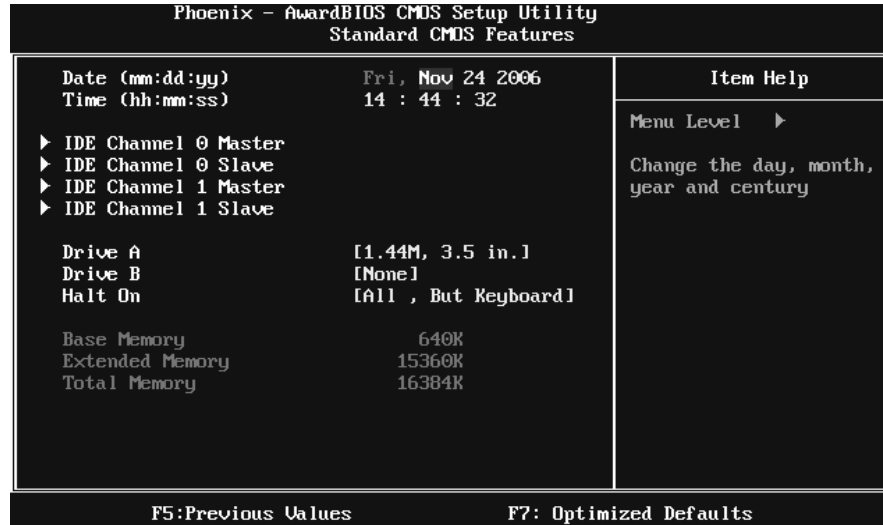 Phoenix - AwardBIOS CMOS Setup Utility
Standard CMOS Features
Date (mm:dd:yy) Fri, Nov 24 2006
Time (hh:mm:ss) 14 : 44 : 32
IDE Channel 0 Master
IDE Channel 0 Slave
IDE Channel 1 Master
IDE Channel 1 Slave
Drive A [1.44M, 3.5 in.]
Drive B [None]
Halt On [All , But Keyboard]
Base Memory 640K
Extended Memory 15360K
Total Memory 16384K
Item Help
Menu Level
Change the day, month,
year and century
F5:Previous Values F7: Optimized Defaults